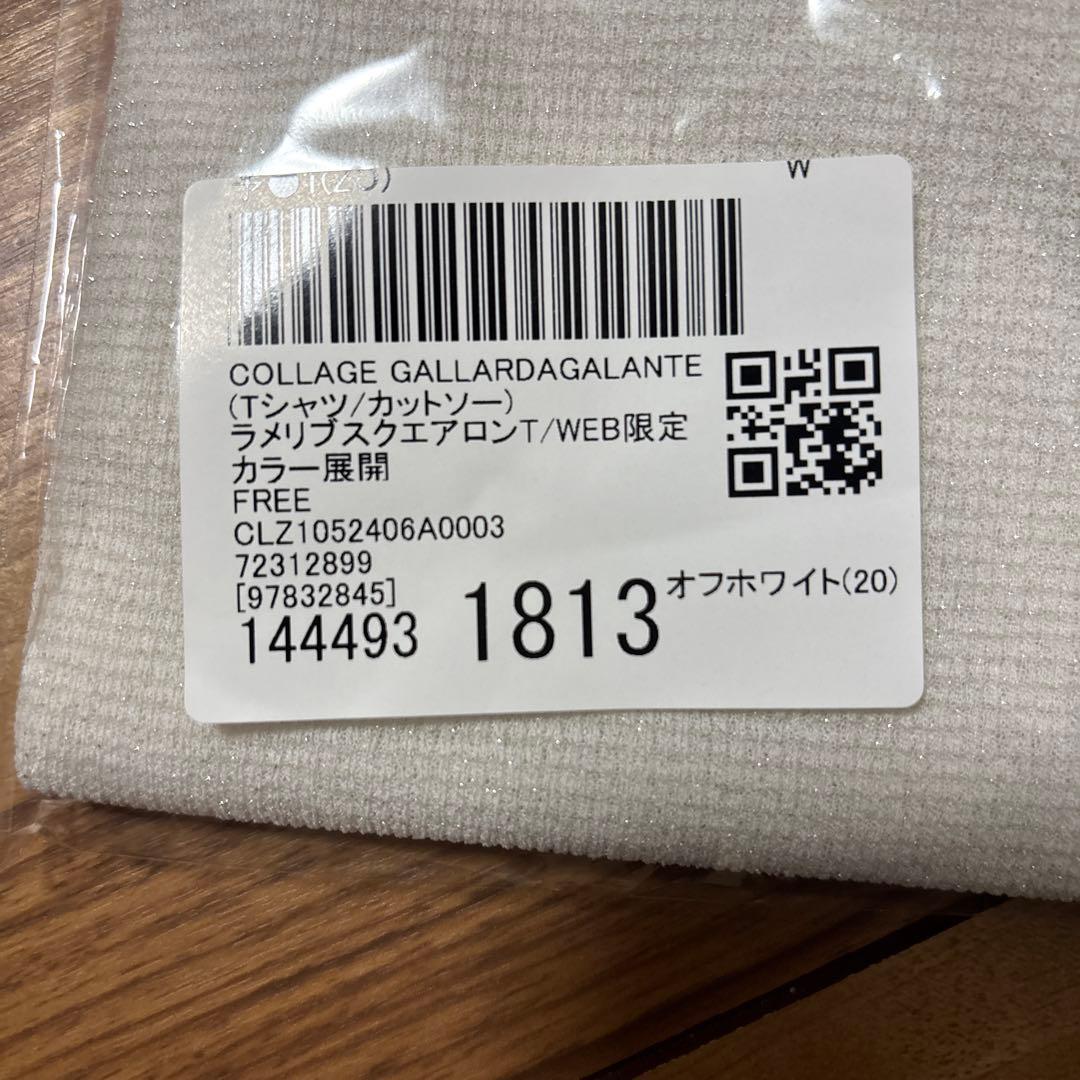 W
COLLAGE GALLARDAGALANTE
(Tシャツ/カットソー)
ラメリブスクエアロンT/WEB限定
カラー展開
FREE
CLZ1052406A0003
72312899
[97832845]
144493 1813 オフホワイト(20)